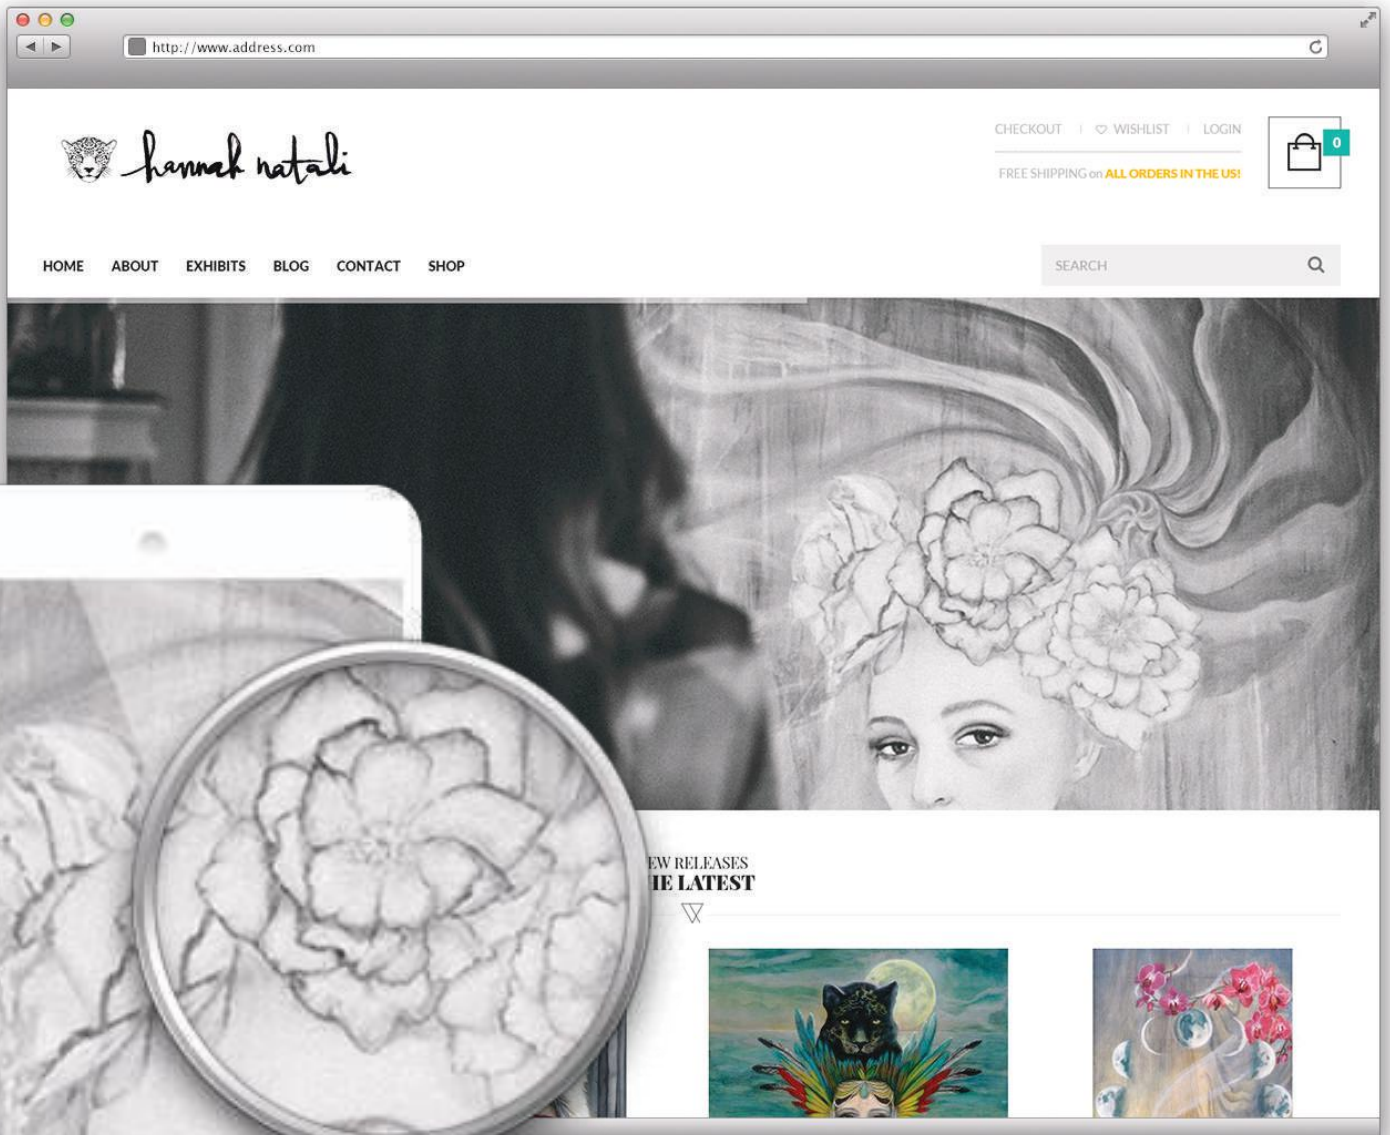 http://www.address.com
hannah natali
CHECKOUT WISHLIST LOGIN
0
FREE SHIPPING on ALL ORDERS IN THE US!
HOME ABOUT EXHIBITS BLOG CONTACT SHOP
SEARCH
EW RELEASES
HE LATEST